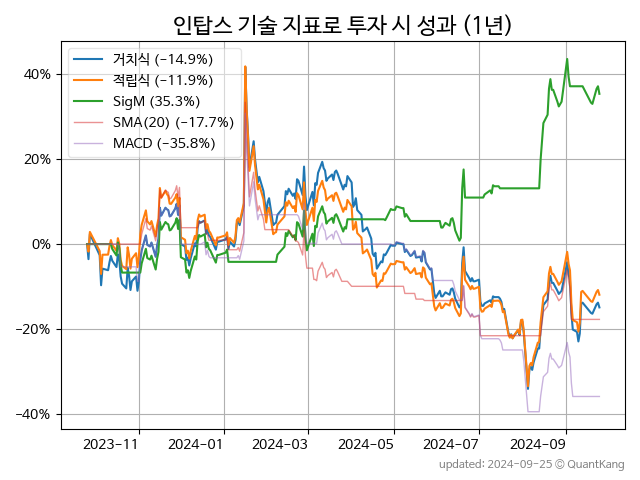 인탑스 기술 지표로 투자 시 성과 (1년)
거치식 (−14.9%)
적립식 (−11.9%)
SigM (35.3%)
SMA(20) (−17.7%)
MACD (−35.8%)
40%
20%
0%
−20%
−40%
2023-11
2024-01
2024-03
2024-05
2024-07
2024-09
updated: 2024-09-25 © QuantKang